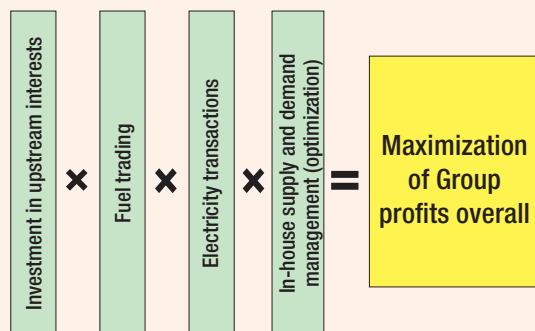 Investment in upstream interests
×
Fuel trading
×
Electricity transactions
×
In-house supply and demand
management (optimization)
=
Maximization
of Group
profits overall